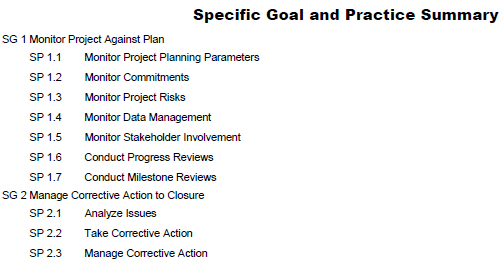 Specific Goal and Practice Summary
SG 1 Monitor Project Against Plan
SP 1.1 Monitor Project Planning Parameters
SP 1.2 Monitor Commitments
SP 1.3 Monitor Project Risks
SP 1.4 Monitor Data Management
SP 1.5 Monitor Stakeholder Involvement
SP 1.6 Conduct Progress Reviews
SP 1.7 Conduct Milestone Reviews
SG 2 Manage Corrective Action to Closure
SP 2.1 Analyze Issues
SP 2.2 Take Corrective Action
SP 2.3 Manage Corrective Action